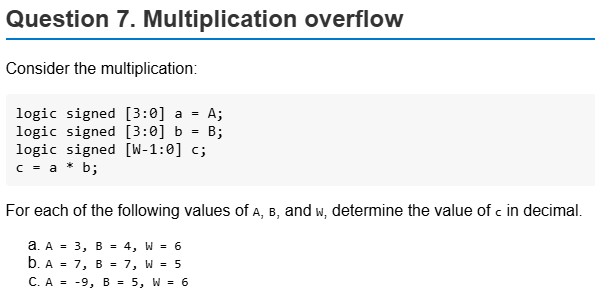 Question 7. Multiplication overflow
Consider the multiplication:
logic signed [3:0] a = A;
logic signed [3:0] b = B;
logic signed [W-1:0] c;
c = a * b;
For each of the following values of A, B, and W, determine the value of c in decimal.
a. A = 3, B = 4, W = 6
b. A = 7, B = 7, W = 5
C. A = -9, B = 5, W = 6